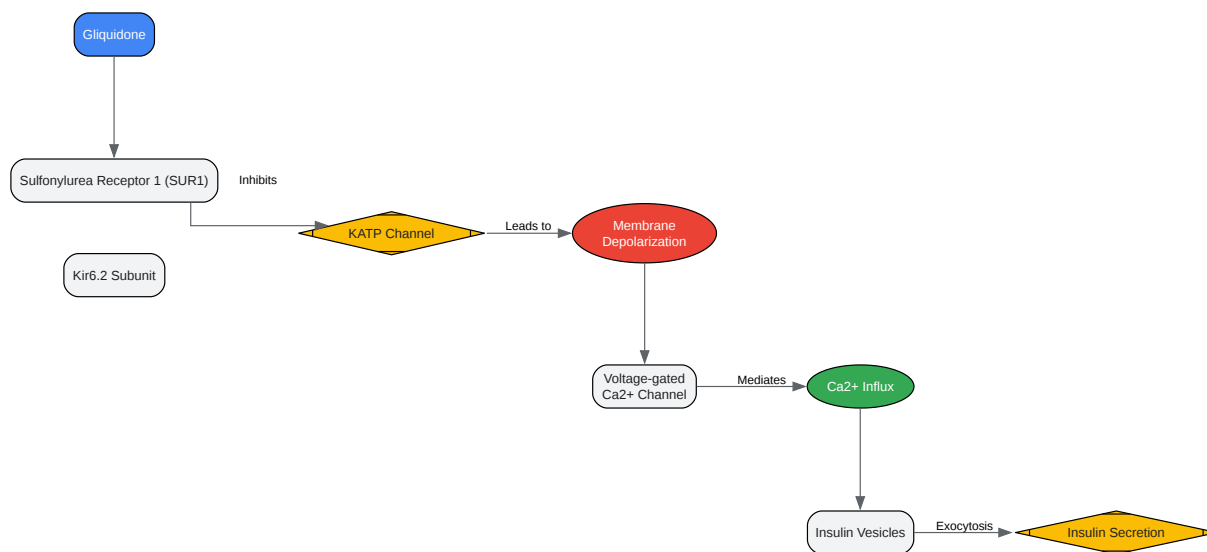 Gliquidone
Sulfonylurea Receptor 1 (SUR1)
Inhibits
KATP Channel
Leads to
Membrane
Depolarization
Kir6.2 Subunit
Voltage-gated
Ca2+ Channel
Mediates
Ca2+ Influx
Insulin Vesicles
Exocytosis
Insulin Secretion